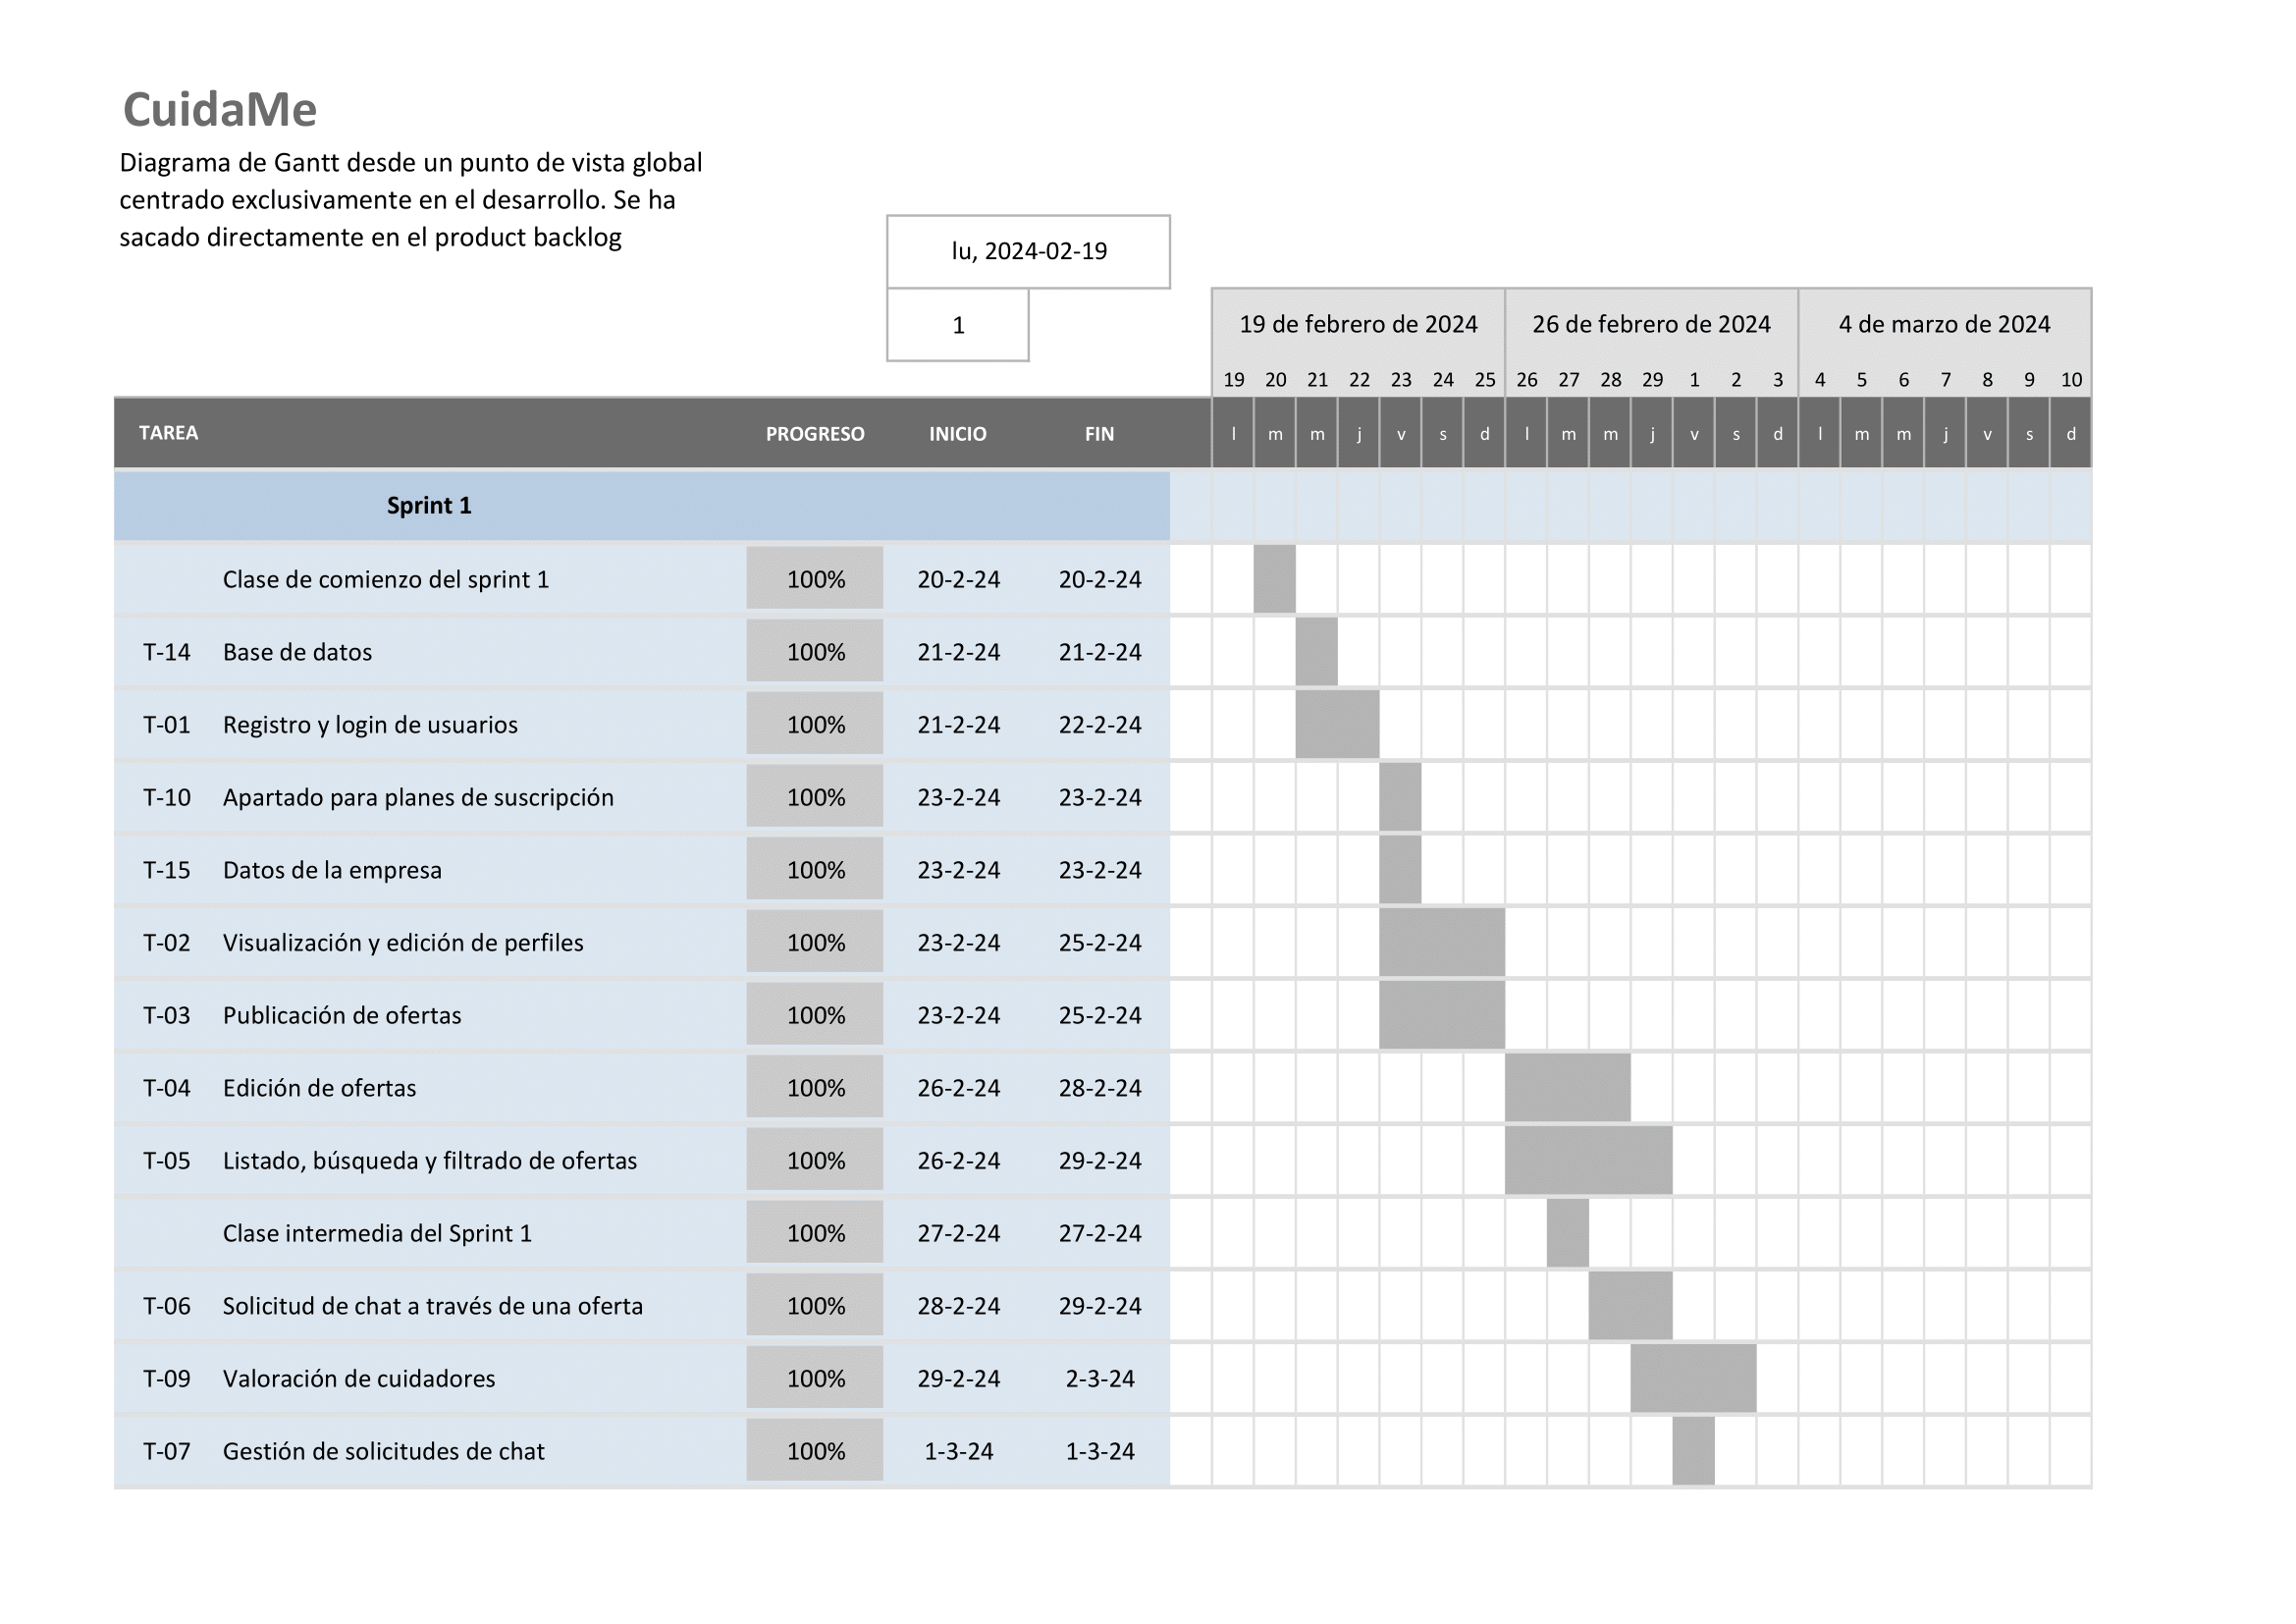 CuidaMe
Diagrama de Gantt desde un punto de vista global
centrado exclusivamente en el desarrollo. Se ha
sacado directamente en el product backlog
lu, 2024-02-19
1
19 de febrero de 2024 26 de febrero de 2024 4 de marzo de 2024
19 20 21 22 23 24 25 26 27 28 29 1 2 3 4 5 6 7 8 9 10
TAREA PROGRESO INICIO FIN l m m j v s d l m m j v s d l m m j v s d
Sprint 1
Clase de comienzo del sprint 1 100% 20-2-24 20-2-24
T-14 Base de datos 100% 21-2-24 21-2-24
T-01 Registro y login de usuarios 100% 21-2-24 22-2-24
T-10 Apartado para planes de suscripción 100% 23-2-24 23-2-24
T-15 Datos de la empresa 100% 23-2-24 23-2-24
T-02 Visualización y edición de perfiles 100% 23-2-24 25-2-24
T-03 Publicación de ofertas 100% 23-2-24 25-2-24
T-04 Edición de ofertas 100% 26-2-24 28-2-24
T-05 Listado, búsqueda y filtrado de ofertas 100% 26-2-24 29-2-24
Clase intermedia del Sprint 1 100% 27-2-24 27-2-24
T-06 Solicitud de chat a través de una oferta 100% 28-2-24 29-2-24
T-09 Valoración de cuidadores 100% 29-2-24 2-3-24
T-07 Gestión de solicitudes de chat 100% 1-3-24 1-3-24